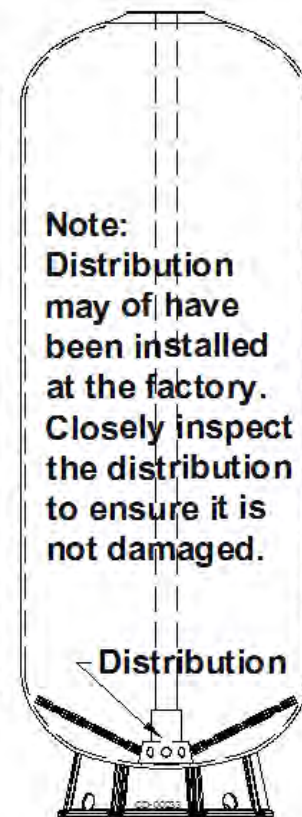 Note:
Distribution
may of have
been installed
at the factory.
Closely inspect
the distribution
to ensure it is
not damaged.
Distribution